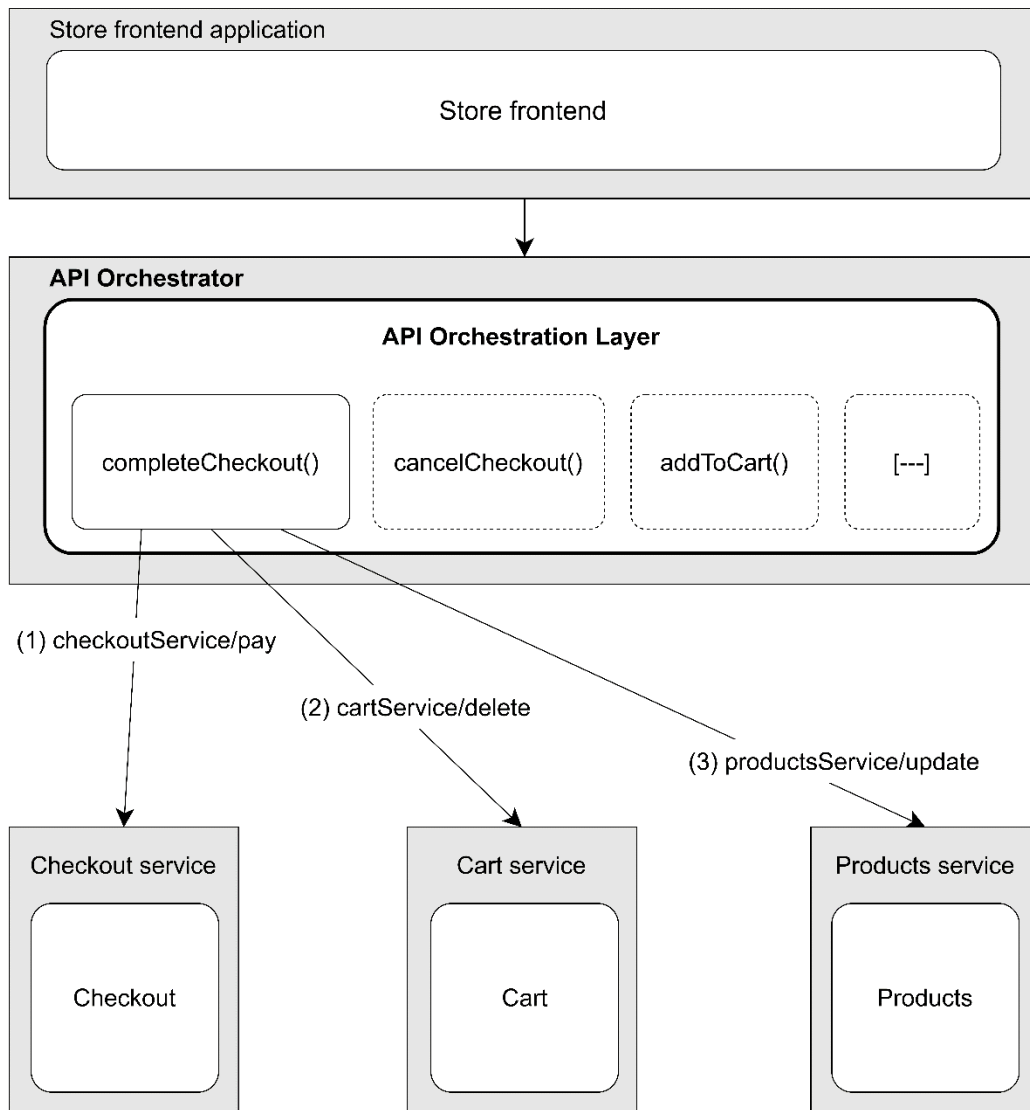 Store frontend application
Store frontend
API Orchestrator
API Orchestration Layer
completeCheckout()
cancelCheckout()
addToCart()
[---]
(1) checkoutService/pay
(2) cartService/delete
(3) productsService/update
Checkout service
Cart service
Products service
Checkout
Cart
Products